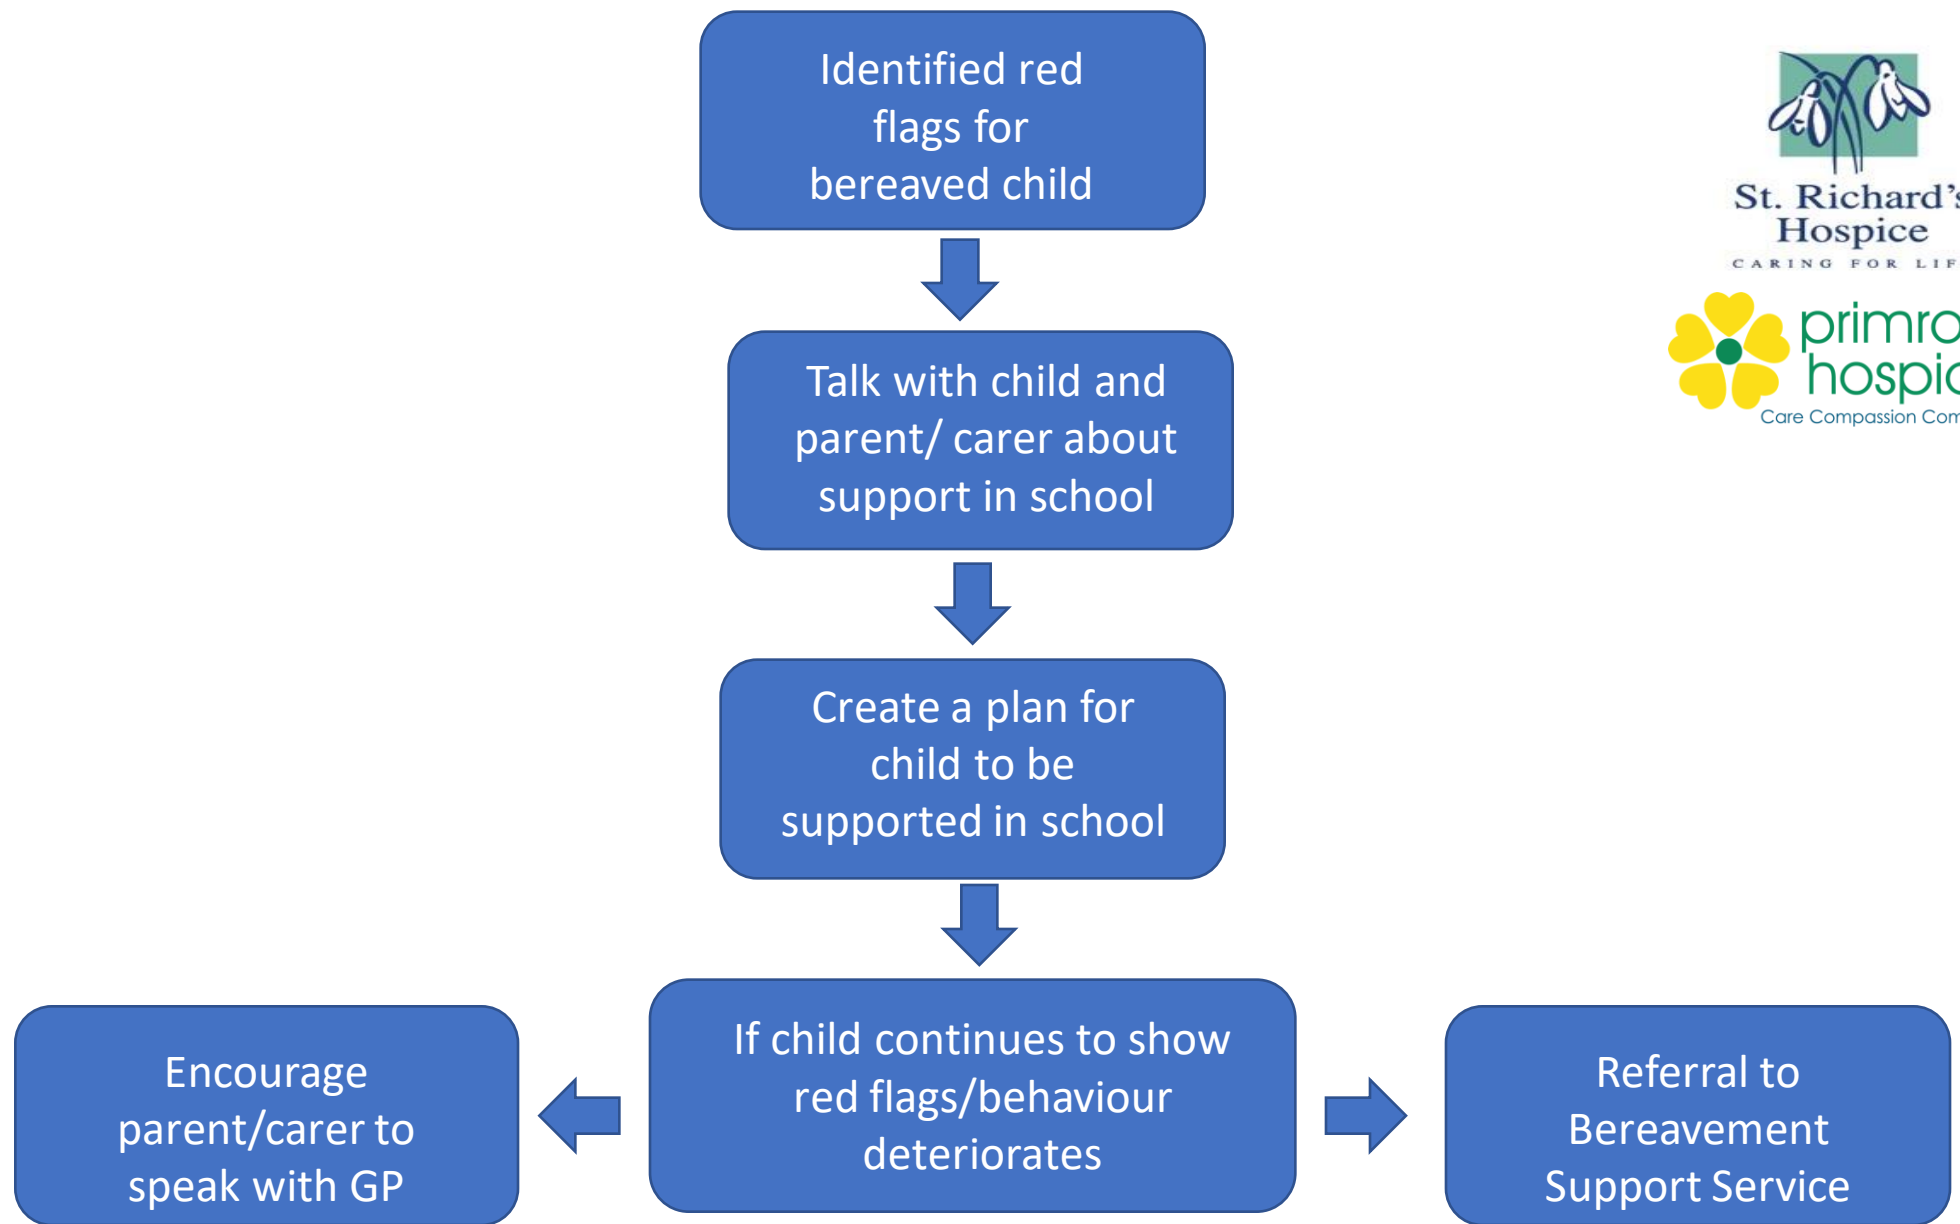 Identified red
flags for
bereaved child
St. Richard's
Hospice
CARING FOR LIF
primro
hospic
Care Compassion Com
Talk with child and
parent/ carer about
support in school
Create a plan for
child to be
supported in school
If child continues to show
red flags/behaviour
deteriorates
Encourage
parent/carer to
speak with GP
Referral to
Bereavement
Support Service